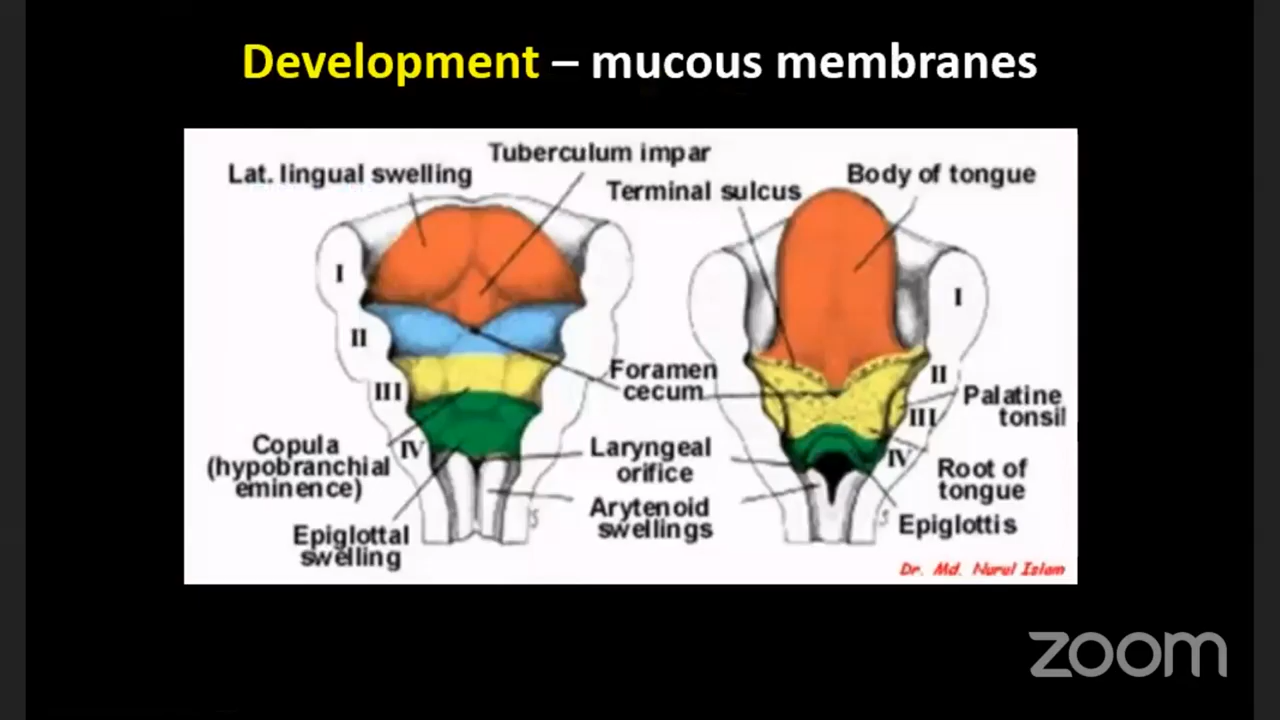 Development – mucous membranes
Tuberculum impar
Lat. lingual swelling
Terminal sulcus
Body of tongue
I
II
III
IV
Foramen
cecum
Copula
(hypobranchial
eminence)
Laryngeal
orifice
Arytenoid
swellings
Epiglottal
swelling
I
II
III
IV
Palatine
tonsil
Root of
tongue
Epiglottis
Dr. Md. Nurul Islam
zoom